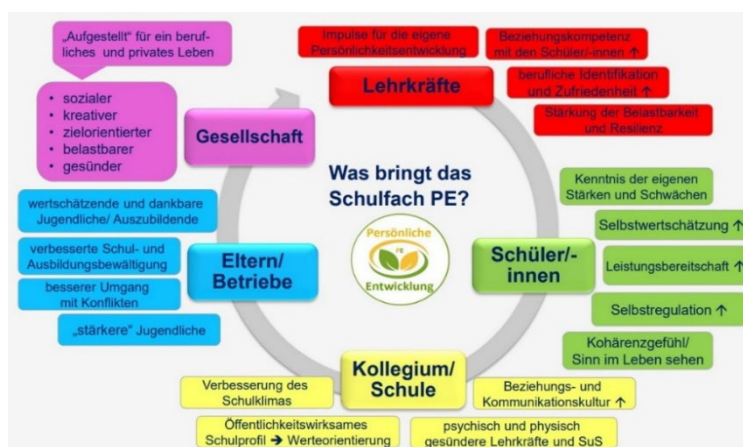 „Aufgestellt“ für ein beruf-
liches und privates Leben
• sozialer
• kreativer
• zielorientierter
• belastbarer
• gesünder
Gesellschaft
Impulse für die eigene
Persönlichkeitsentwicklung
Beziehungskompetenz
mit den Schüler/-innen ↑
Lehrkräfte
berufliche Identifikation
und Zufriedenheit ↑
Stärkung der Belastbarkeit
und Resilienz
Was bringt das
Schulfach PE?
Persönliche
PE
Entwicklung
Kenntnis der eigenen
Stärken und Schwächen
Selbstwertschätzung ↑
Schüler/-
innen
Leistungsbereitschaft ↑
Selbstregulation ↑
Kohärenzgefühl/
Sinn im Leben sehen
wertschätzende und dankbare
Jugendliche/ Auszubildende
verbesserte Schul- und
Ausbildungsbewältigung
Eltern/
Betriebe
besserer Umgang
mit Konflikten
„stärkere“ Jugendliche
Kollegium/
Schule
Verbesserung des
Schulklimas
Beziehungs- und
Kommunikationskultur ↑
Öffentlichkeitswirksames
Schulprofil → Werteorientierung
psychisch und physisch
gesündere Lehrkräfte und SuS